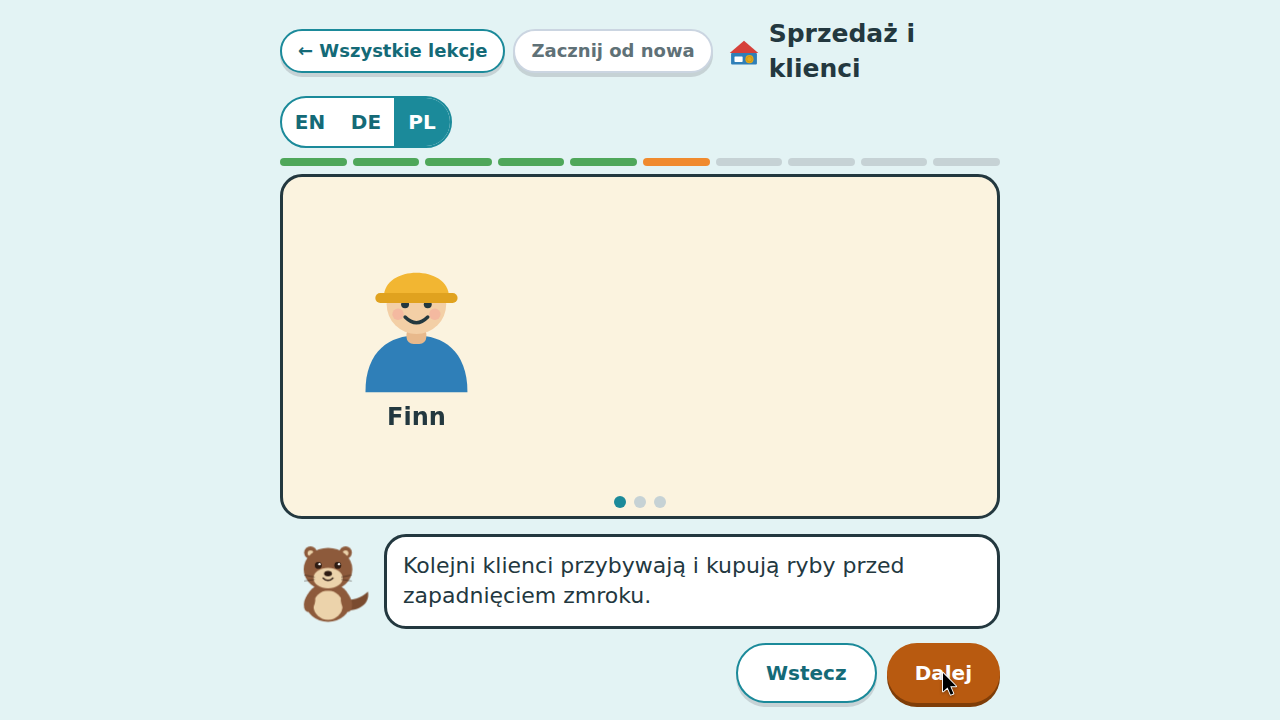 ← Wszystkie lekcje
Zacznij od nowa
Sprzedaż i
klienci
EN DE PL
Finn
Kolejni klienci przybywają i kupują ryby przed
zapadnięciem zmroku.
Wstecz
Dalej